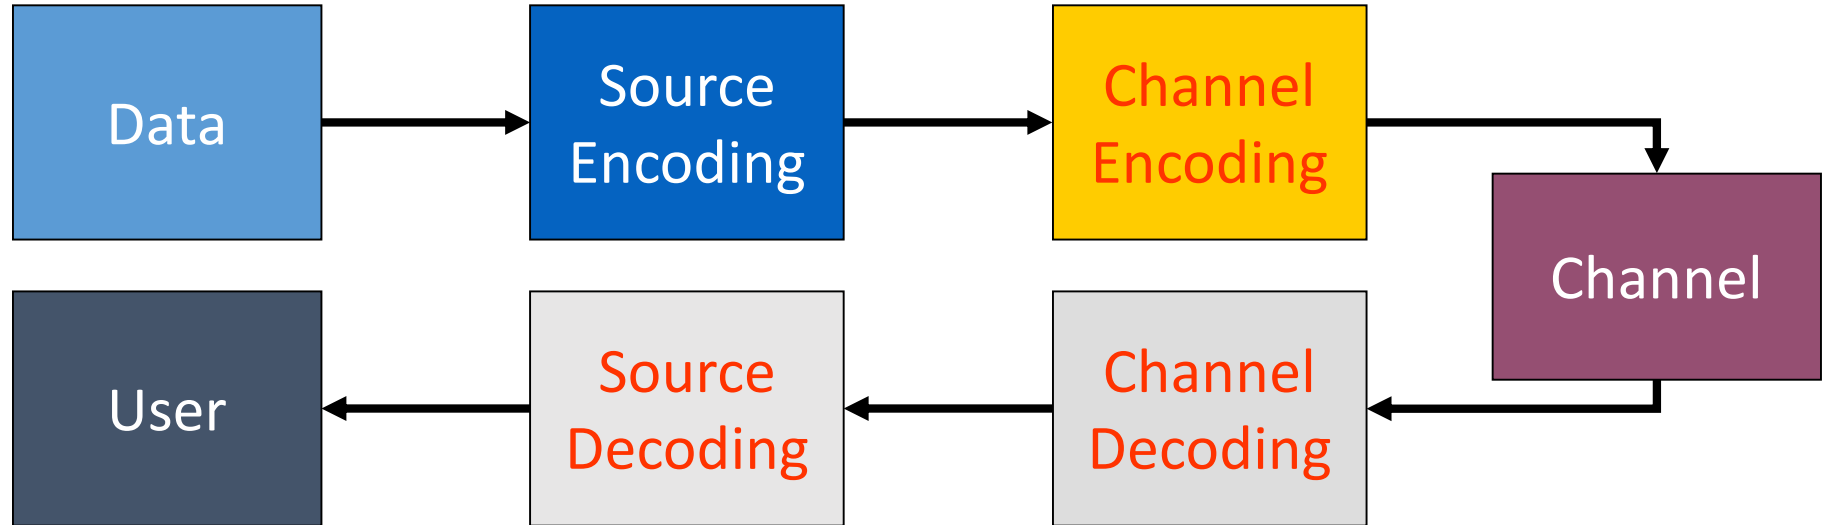 Data
Source
Encoding
Channel
Encoding
Channel
User
Source
Decoding
Channel
Decoding